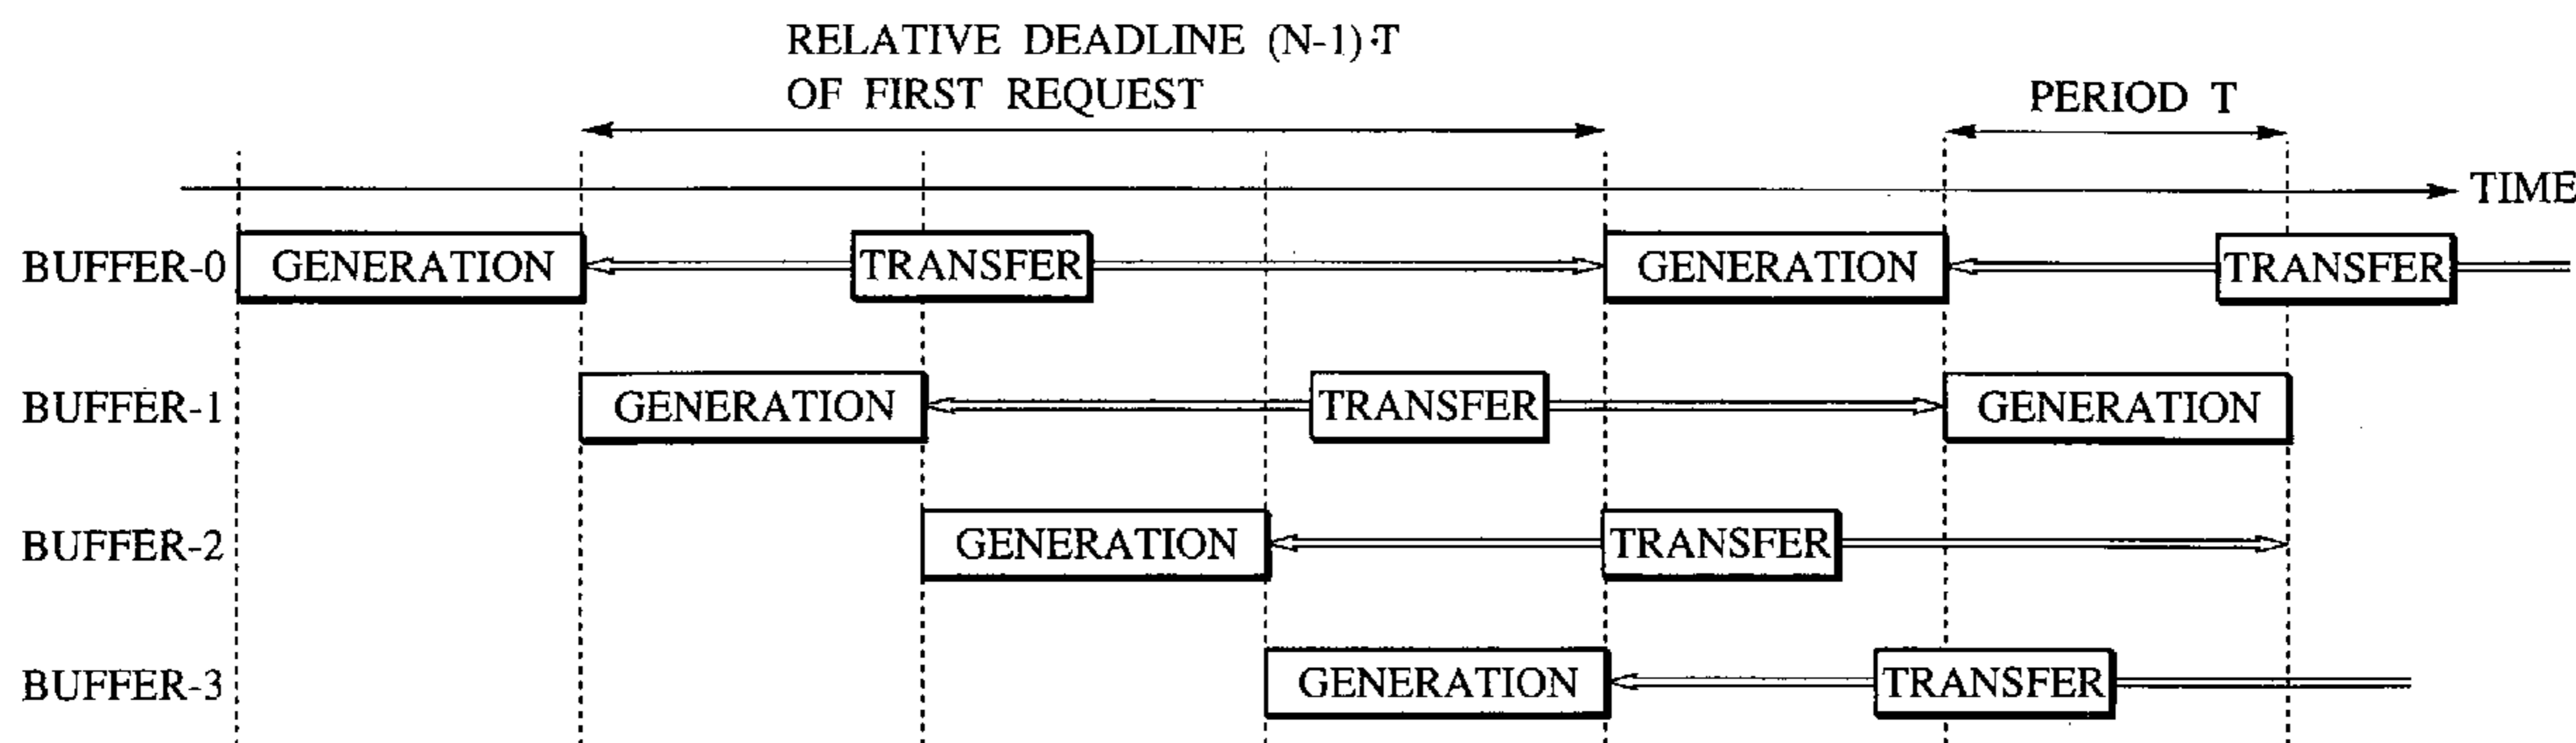 RELATIVE DEADLINE (N-1)·T
OF FIRST REQUEST
PERIOD T
TIME
BUFFER-0 GENERATION TRANSFER GENERATION TRANSFER
BUFFER-1 GENERATION TRANSFER GENERATION
BUFFER-2 GENERATION TRANSFER
BUFFER-3 GENERATION TRANSFER